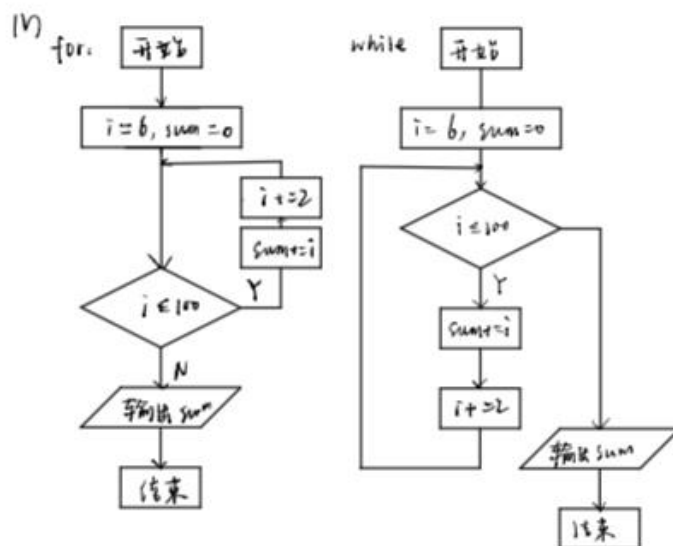 (1)
for:
开始
i=6, sum=0
i+=2
sum+=i
i≤100
Y
N
输出sum
结束
while
开始
i=6, sum=0
i≤100
Y
sum+=i
i+=2
输出sum
结束